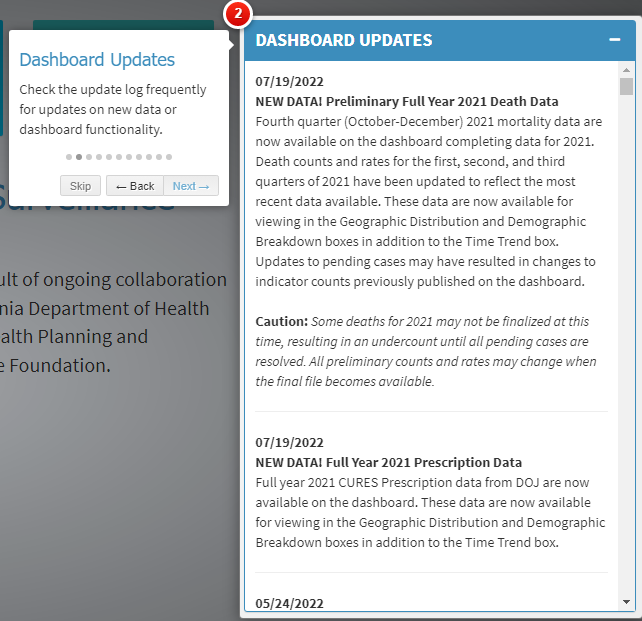 2
Dashboard Updates
Check the update log frequently
for updates on new data or
dashboard functionality.
Skip
← Back
Next →
ult of ongoing collaboration
nia Department of Health
alth Planning and
e Foundation.
DASHBOARD UPDATES
07/19/2022
NEW DATA! Preliminary Full Year 2021 Death Data
Fourth quarter (October-December) 2021 mortality data are
now available on the dashboard completing data for 2021.
Death counts and rates for the first, second, and third
quarters of 2021 have been updated to reflect the most
recent data available. These data are now available for
viewing in the Geographic Distribution and Demographic
Breakdown boxes in addition to the Time Trend box.
Updates to pending cases may have resulted in changes to
indicator counts previously published on the dashboard.
Caution: Some deaths for 2021 may not be finalized at this
time, resulting in an undercount until all pending cases are
resolved. All preliminary counts and rates may change when
the final file becomes available.
07/19/2022
NEW DATA! Full Year 2021 Prescription Data
Full year 2021 CURES Prescription data from DOJ are now
available on the dashboard. These data are now available
for viewing in the Geographic Distribution and Demographic
Breakdown boxes in addition to the Time Trend box.
05/24/2022